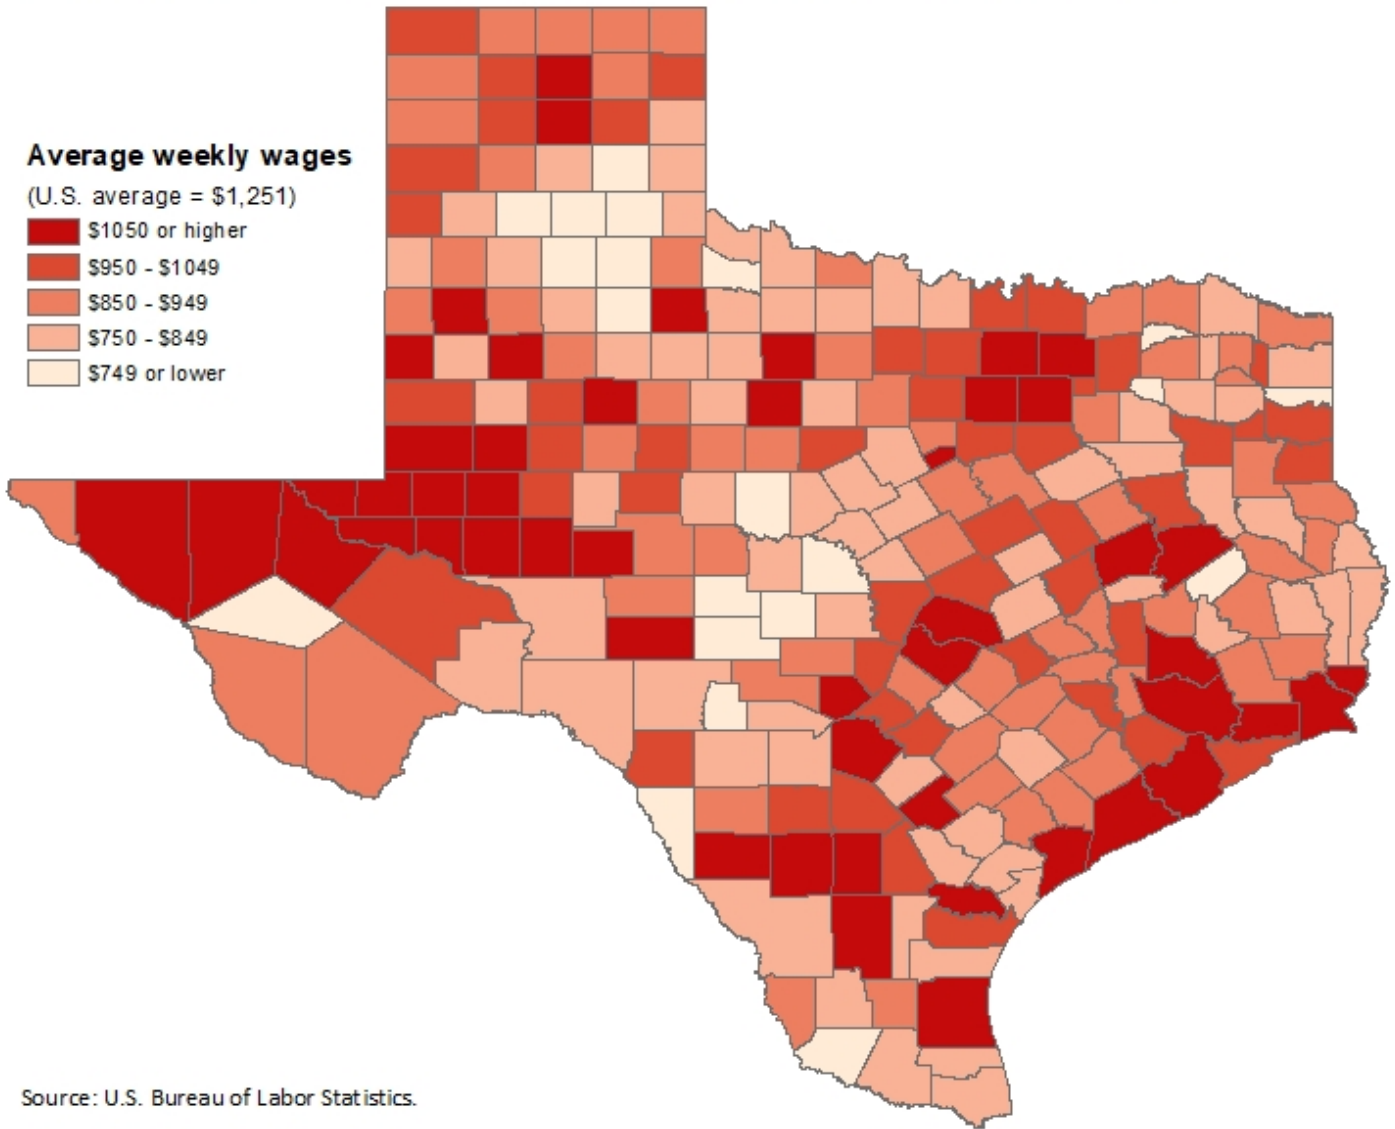 Average weekly wages
(U.S. average = $1,251)
$1050 or higher
$950 - $1049
$850 - $949
$750 - $849
$749 or lower
Source: U.S. Bureau of Labor Statistics.